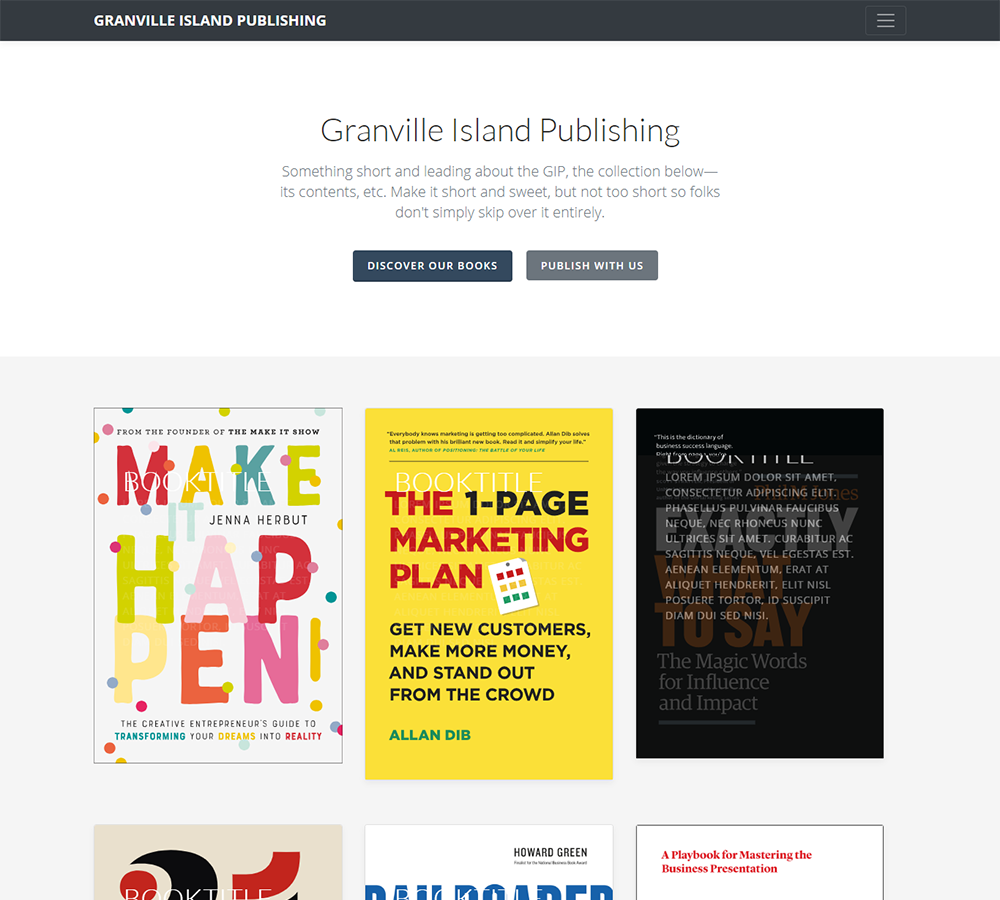 GRANVILLE ISLAND PUBLISHING
Granville Island Publishing
Something short and leading about the GIP, the collection below—
its contents, etc. Make it short and sweet, but not too short so folks
don't simply skip over it entirely.
DISCOVER OUR BOOKS
PUBLISH WITH US
FROM THE FOUNDER OF THE MAKE IT SHOW
MAKE
BOOKTITLE
IT
JENNA HERBUT
HAP
PEN!
THE CREATIVE ENTREPRENEUR'S GUIDE TO
TRANSFORMING YOUR DREAMS INTO REALITY
"Everybody knows marketing is getting too complicated. Allan Dib solves
that problem with his brilliant new book. Read it and simplify your life."
AL REIS, AUTHOR OF POSITIONING: THE BATTLE OF YOUR LIFE
BOOKTITLE
THE 1-PAGE
MARKETING
PLAN
GET NEW CUSTOMERS,
MAKE MORE MONEY,
AND STAND OUT
FROM THE CROWD
ALLAN DIB
"This is the dictionary of
business success language.
BOOKTITLE
LOREM IPSUM DOLOR SIT AMET,
CONSECTETUR ADIPISCING ELIT.
PHASELLUS PULVINAR FAUCIBUS
NEQUE, NEC RHONCUS NUNC
ULTRICES SIT AMET. CURABITUR AC
SAGITTIS NEQUE, VEL EGESTAS EST.
AENEAN ELEMENTUM, ERAT AT
ALIQUET HENDRERIT, ELIT NISL
POSUERE TORTOR, ID SUSCIPIT
DIAM DUI SED NISI.
EXACTLY
WHAT
TO SAY
The Magic Words
for Influence
and Impact
21
BOOKTITLE
HOWARD GREEN
Finalist for the National Business Book Award
RAILROADER
BOOKTITLE
A Playbook for Mastering the
Business Presentation